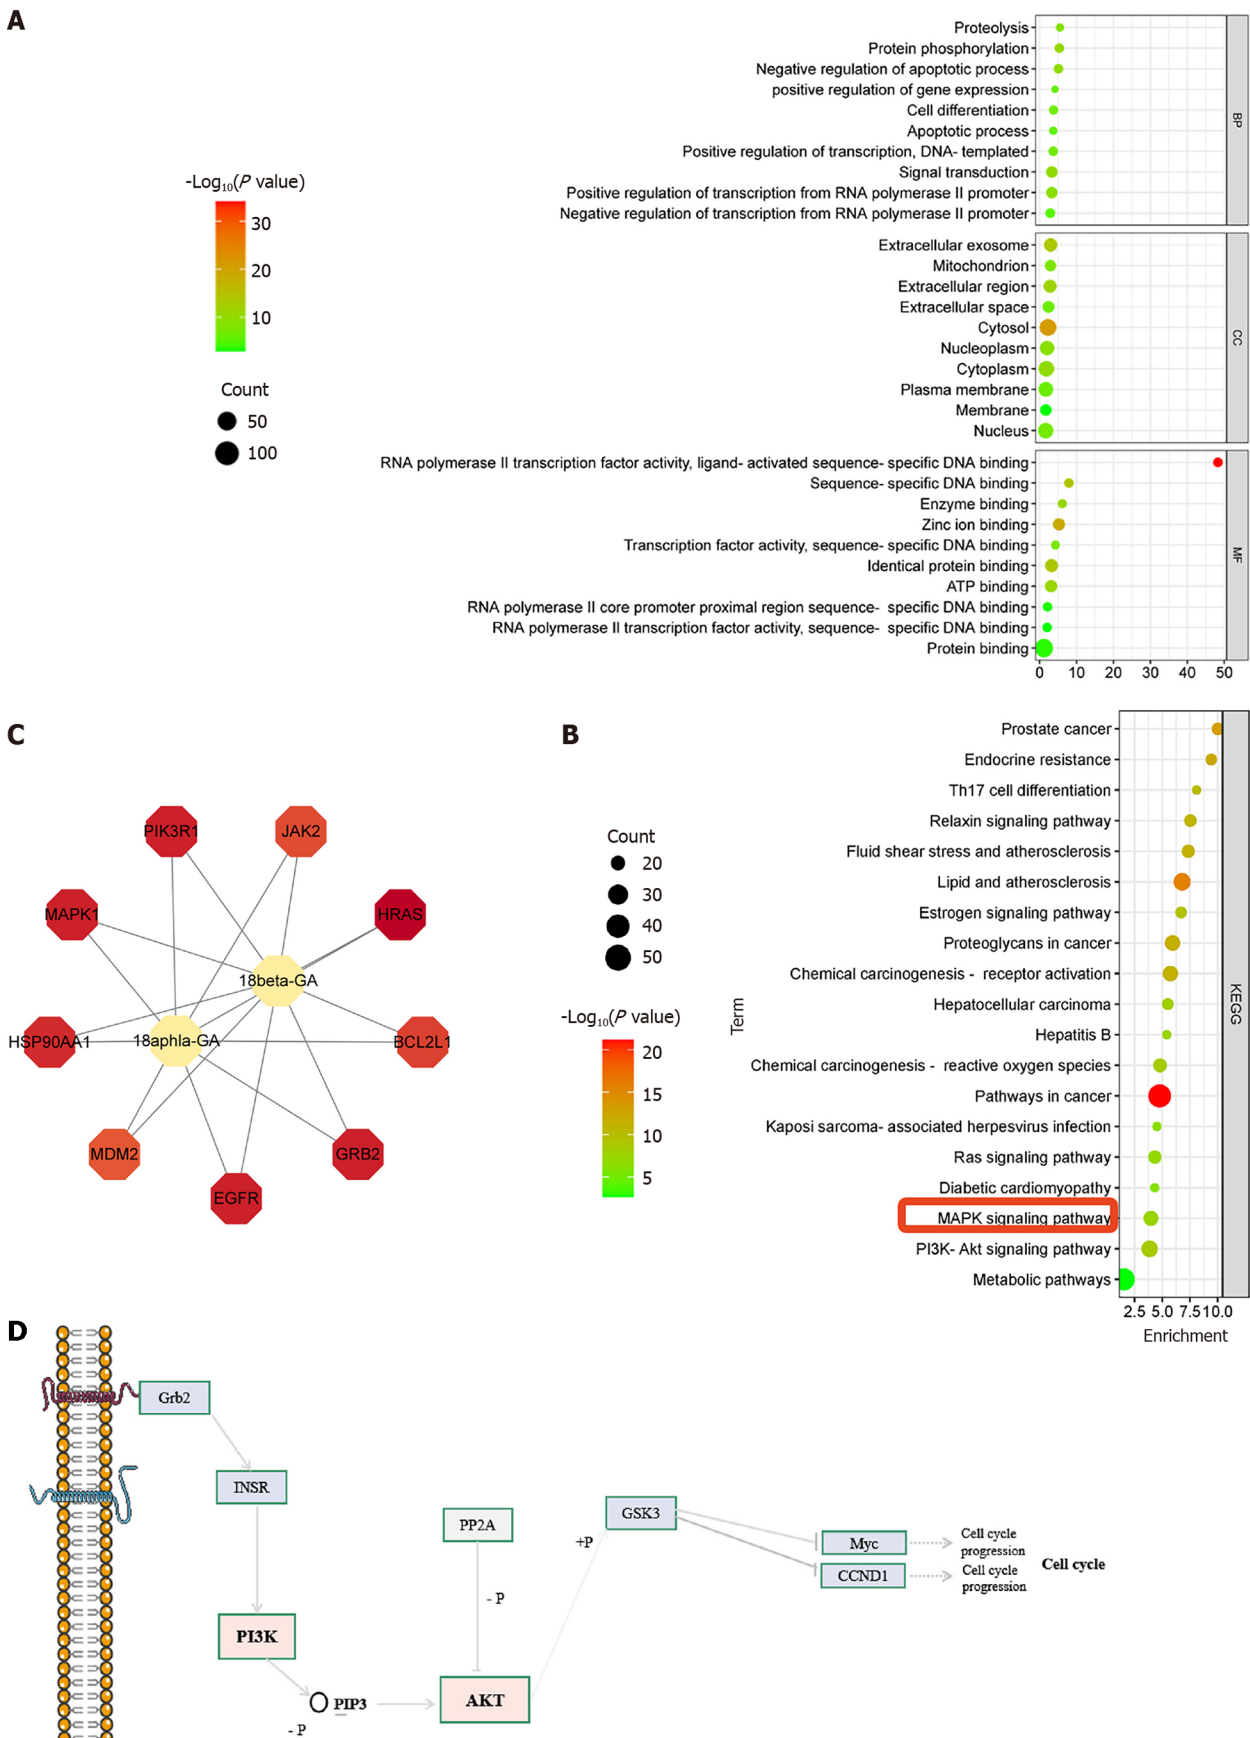 A
-Log10(P value)
30
20
10
Count
50
100
Proteolysis
Protein phosphorylation
Negative regulation of apoptotic process
positive regulation of gene expression
Cell differentiation
Apoptotic process
Positive regulation of transcription, DNA- templated
Signal transduction
Positive regulation of transcription from RNA polymerase II promoter
Negative regulation of transcription from RNA polymerase II promoter
BP
Extracellular exosome
Mitochondrion
Extracellular region
Extracellular space
Cytosol
Nucleoplasm
Cytoplasm
Plasma membrane
Membrane
Nucleus
CC
RNA polymerase II transcription factor activity, ligand- activated sequence- specific DNA binding
Sequence- specific DNA binding
Enzyme binding
Zinc ion binding
Transcription factor activity, sequence- specific DNA binding
Identical protein binding
ATP binding
RNA polymerase II core promoter proximal region sequence- specific DNA binding
RNA polymerase II transcription factor activity, sequence- specific DNA binding
Protein binding
MF
0 10 20 30 40 50
C
PIK3R1
JAK2
MAPK1
HRAS
18beta-GA
HSP90AA1
18aphla-GA
BCL2L1
MDM2
GRB2
EGFR
B
Count
20
30
40
50
-Log10(P value)
20
15
10
5
Term
Prostate cancer
Endocrine resistance
Th17 cell differentiation
Relaxin signaling pathway
Fluid shear stress and atherosclerosis
Lipid and atherosclerosis
Estrogen signaling pathway
Proteoglycans in cancer
Chemical carcinogenesis - receptor activation
Hepatocellular carcinoma
Hepatitis B
Chemical carcinogenesis - reactive oxygen species
Pathways in cancer
Kaposi sarcoma- associated herpesvirus infection
Ras signaling pathway
Diabetic cardiomyopathy
MAPK signaling pathway
PI3K- Akt signaling pathway
Metabolic pathways
KEGG
2.5 5.0 7.5 10.0
Enrichment
D
Grb2
INSR
PI3K
- P
PIP3
PP2A
- P
AKT
+P
GSK3
Myc
CCND1
Cell cycle
progression
Cell cycle
progression
Cell cycle